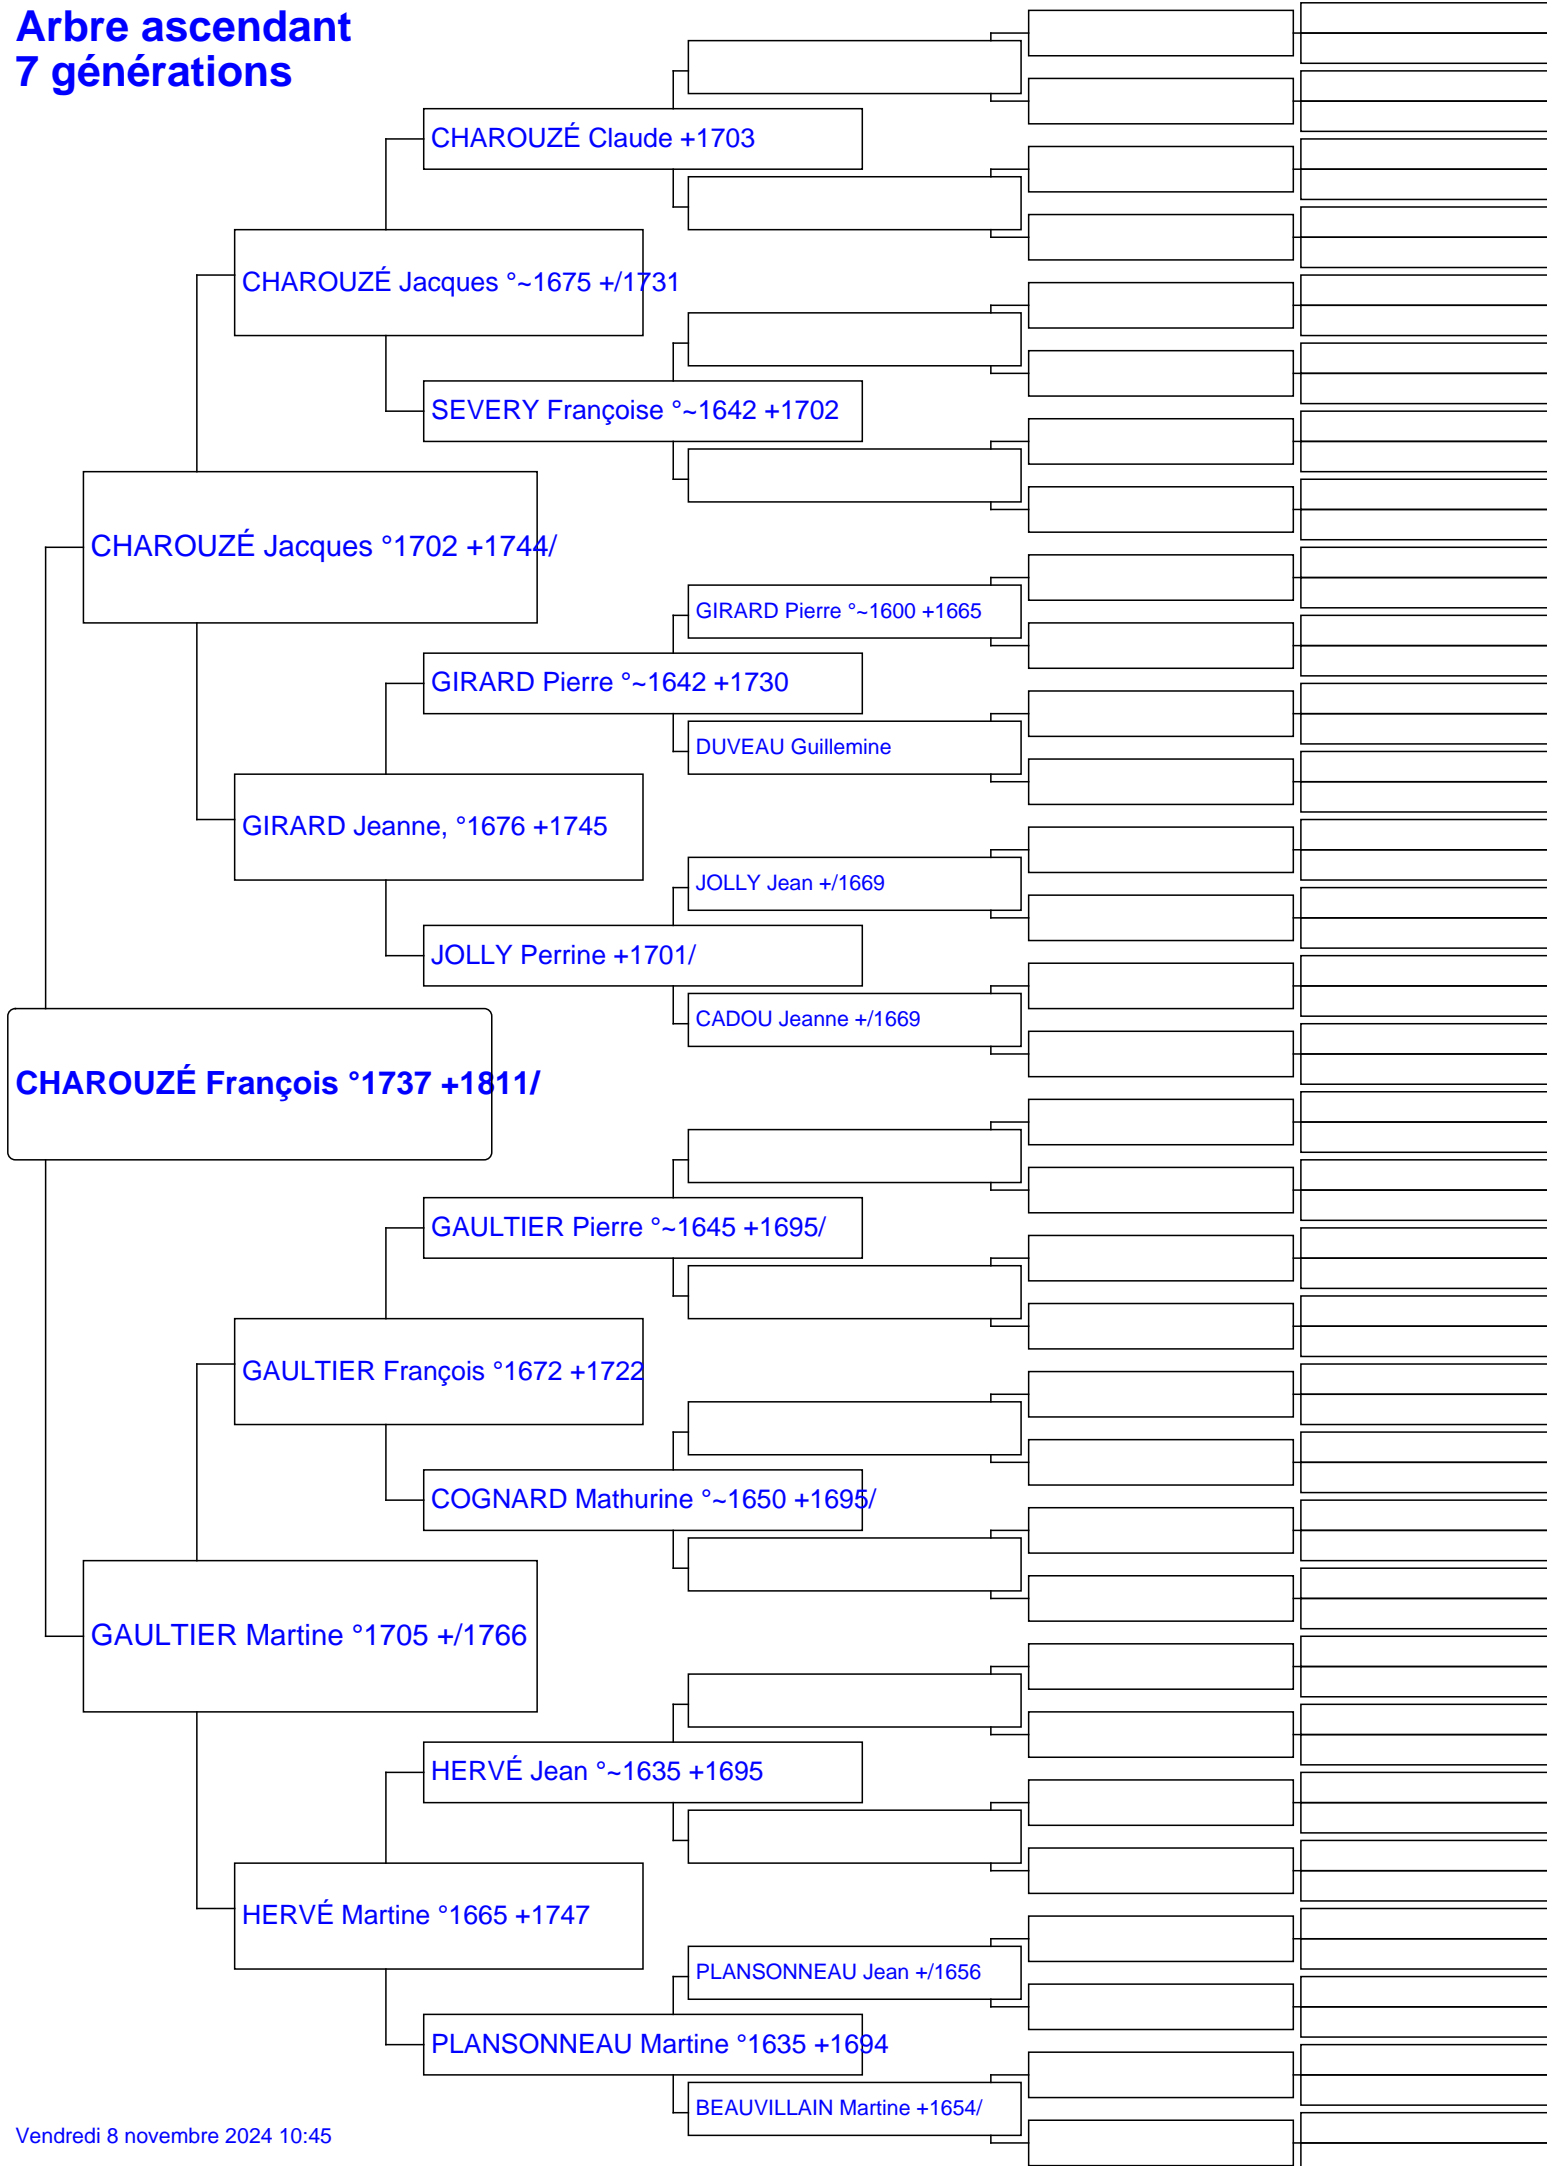 Arbre ascendant
7 générations
CHAROUZÉ Claude +1703
CHAROUZÉ Jacques °~1675 +/1731
SEVERY Françoise °~1642 +1702
CHAROUZÉ Jacques °1702 +1744/
GIRARD Pierre °~1600 +1665
GIRARD Pierre °~1642 +1730
DUVEAU Guillemine
GIRARD Jeanne, °1676 +1745
JOLLY Jean +/1669
JOLLY Perrine +1701/
CADOU Jeanne +/1669
CHAROUZÉ François °1737 +1811/
GAULTIER Pierre °~1645 +1695/
GAULTIER François °1672 +1722
COGNARD Mathurine °~1650 +1695/
GAULTIER Martine °1705 +/1766
HERVÉ Jean °~1635 +1695
HERVÉ Martine °1665 +1747
PLANSONNEAU Jean +/1656
PLANSONNEAU Martine °1635 +1694
BEAUVILLAIN Martine +1654/
Vendredi 8 novembre 2024 10:45